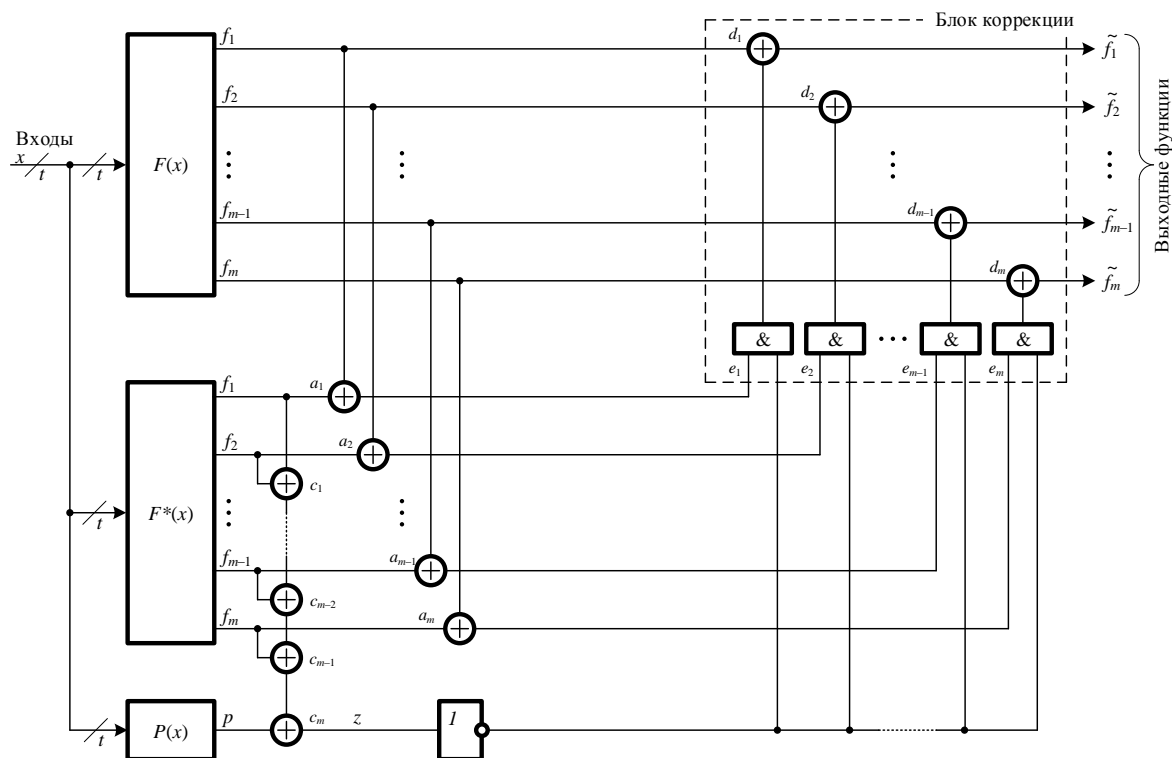 Блок коррекции
f1
d1
f̃1
f2
d2
f̃2
Входы
x
t
t
F(x)
fm–1
dm–1
f̃m–1
fm
dm
f̃m
Выходные функции
& & & &
e1 e2 em–1 em
f1
a1
f2
a2
c1
t
F*(x)
fm–1
am–1
cm–2
fm
am
cm–1
t
P(x)
p
cm
z
1